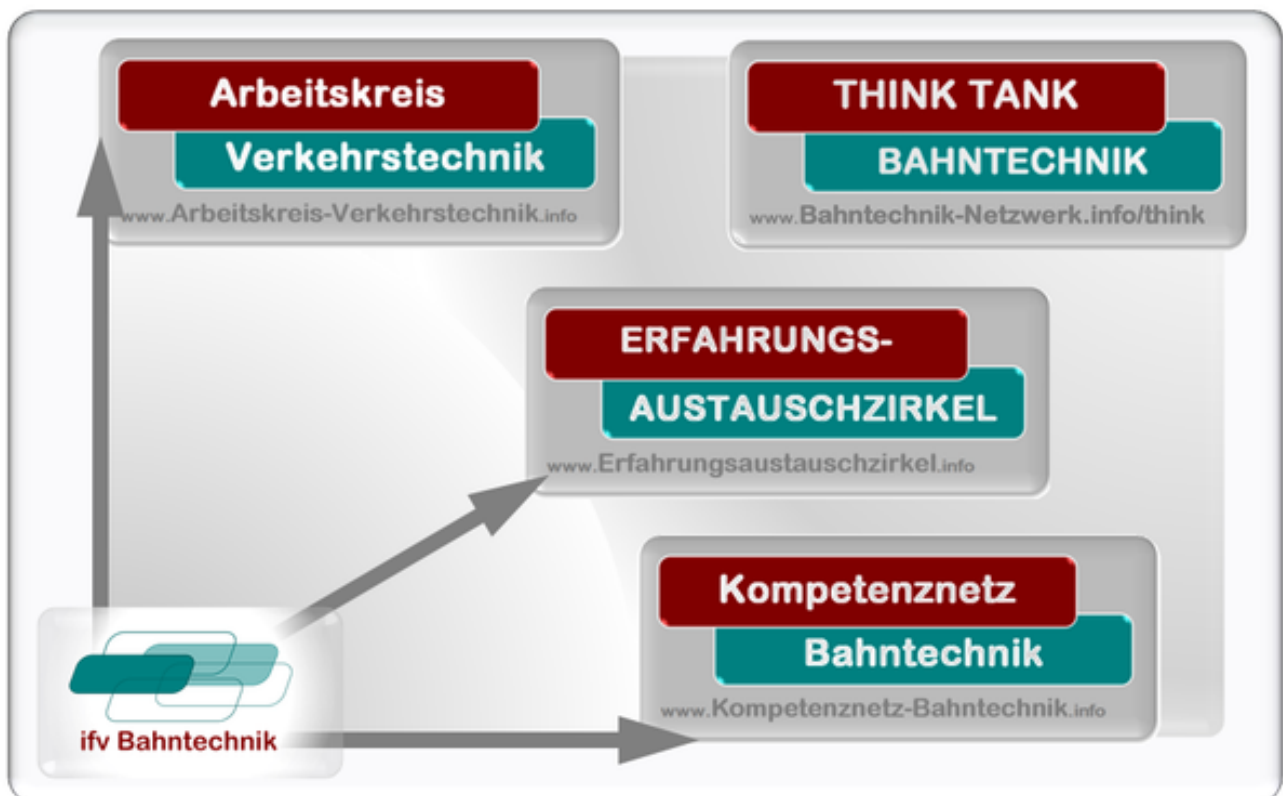 Arbeitskreis
Verkehrstechnik
www.Arbeitskreis-Verkehrstechnik.info
THINK TANK
BAHNTECHNIK
www.Bahntechnik-Netzwerk.info/think
ERFAHRUNGS-
AUSTAUSCHZIRKEL
www.Erfahrungsaustauschzirkel.info
Kompetenznetz
Bahntechnik
www.Kompetenznetz-Bahntechnik.info
ifv Bahntechnik